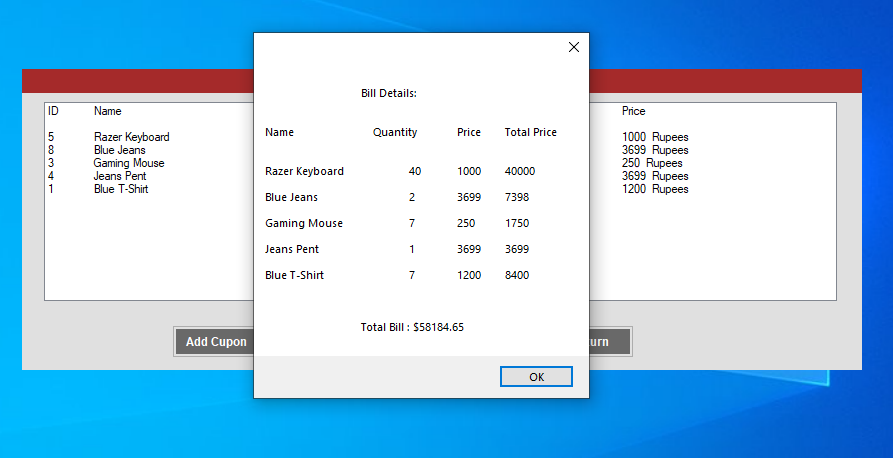 Bill Details:
Name Quantity Price Total Price
Razer Keyboard 40 1000 40000
Blue Jeans 2 3699 7398
Gaming Mouse 7 250 1750
Jeans Pent 1 3699 3699
Blue T-Shirt 7 1200 8400
Total Bill : $58184.65
OK
ID Name Price
5 Razer Keyboard 1000 Rupees
8 Blue Jeans 3699 Rupees
3 Gaming Mouse 250 Rupees
4 Jeans Pent 3699 Rupees
1 Blue T-Shirt 1200 Rupees
Add Cupon